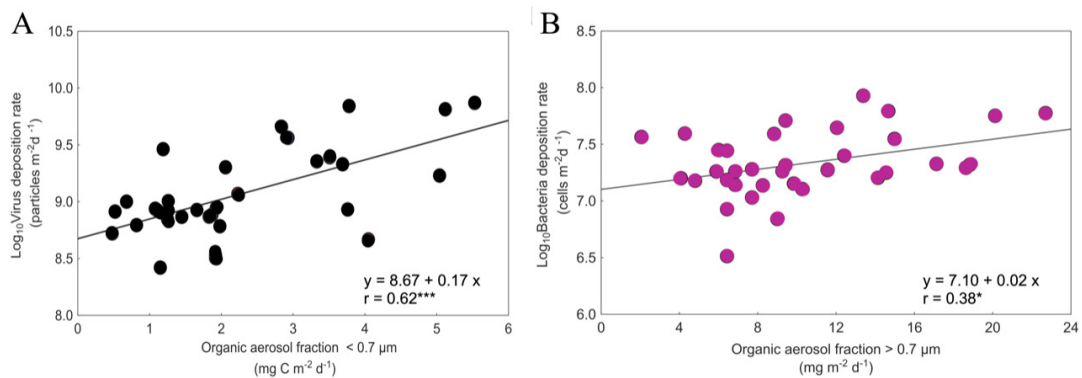 A
10.5
10.0
9.5
9.0
8.5
8.0
Log₁₀Virus deposition rate
(particles m⁻²d ⁻¹)
y = 8.67 + 0.17 x
r = 0.62***
0 1 2 3 4 5 6
Organic aerosol fraction < 0.7 µm
(mg C m⁻² d⁻¹)
B
8.5
8.0
7.5
7.0
6.5
6.0
Log₁₀Bacteria deposition rate
(cells m⁻²d ⁻¹)
y = 7.10 + 0.02 x
r = 0.38*
0 4 8 12 16 20 24
Organic aerosol fraction > 0.7 µm
(mg m⁻² d⁻¹)